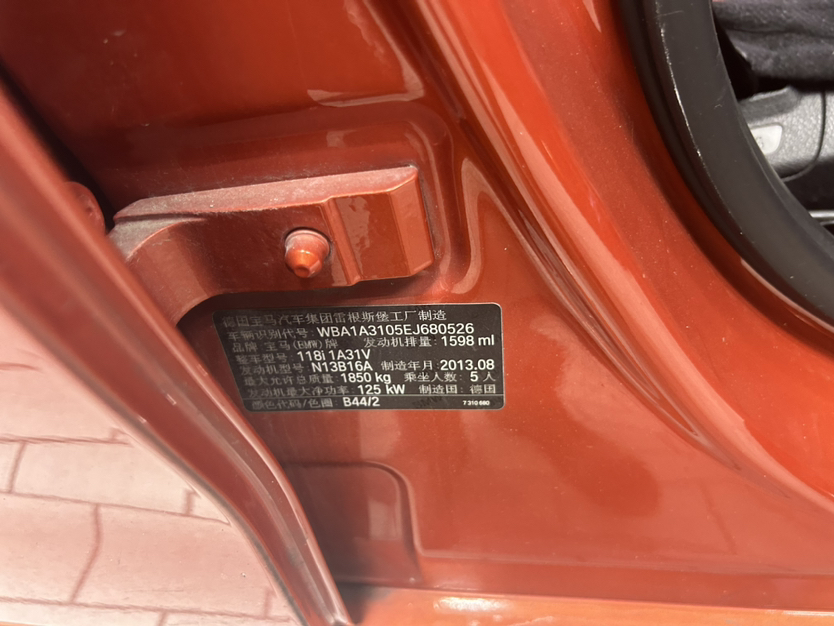 德国宝马汽车集团雷根斯堡工厂制造
车辆识别代号: WBA1A3105EJ680526
品牌 宝马(BMW)牌 发动机排量: 1598 ml
整车型号: 118i 1A31V
发动机型号: N13B16A 制造年月: 2013.08
最大允许总质量: 1850 kg 乘坐人数: 5 人
发动机最大净功率: 125 kW 制造国: 德国
颜色代码/色圈 B44/2 7 310 680